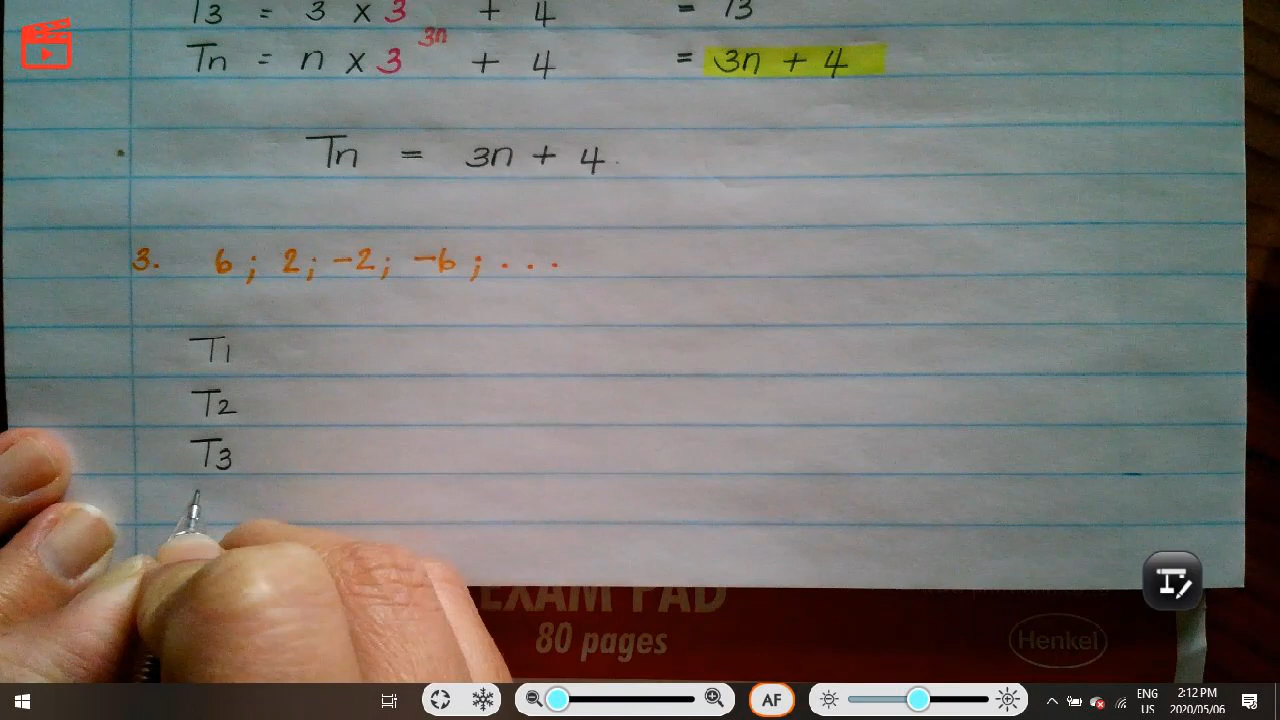 T3 = 3 x 3 + 4 = 13
3n
Tn = n x 3 + 4 = 3n + 4
Tn = 3n + 4.
3. 6 ; 2 ; -2 ; -6 ; ...
T1
T2
T3
EXAM PAD
80 pages
Henkel
AF
ENG
US
2:12 PM
2020/05/06